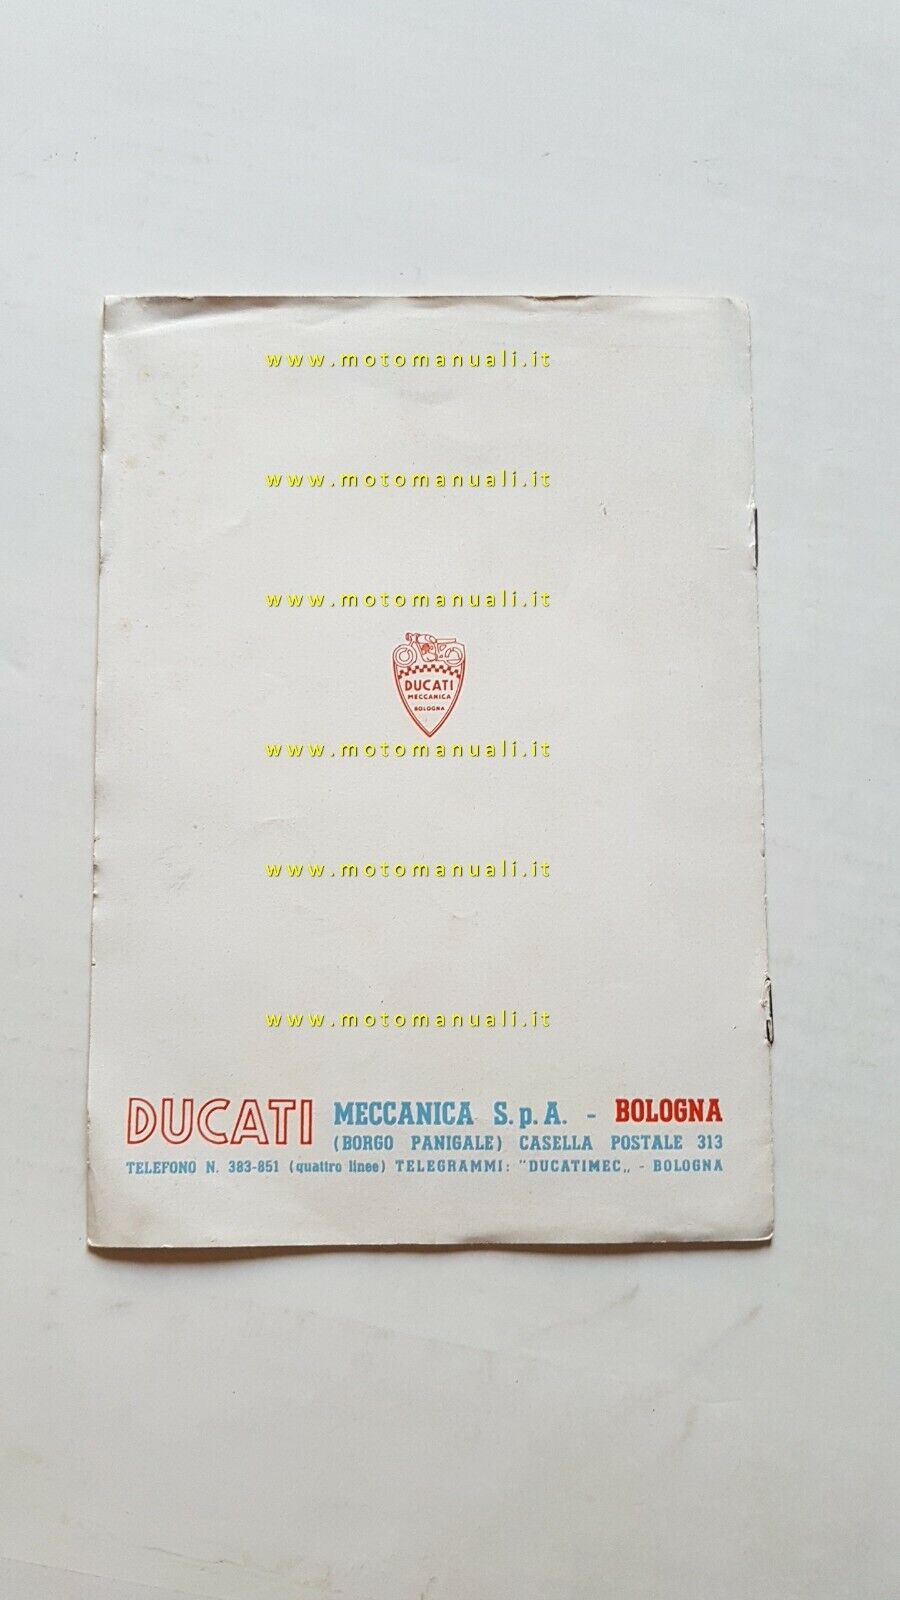 www.motomanuali.it
www.motomanuali.it
www.motomanuali.it
DUCATI
MECCANICA
BOLOGNA
www.motomanuali.it
www.motomanuali.it
www.motomanuali.it
DUCATI MECCANICA S.p.A. - BOLOGNA
(BORGO PANIGALE) CASELLA POSTALE 313
TELEFONO N. 383-851 (quattro linee) TELEGRAMMI: "DUCATIMEC„ - BOLOGNA